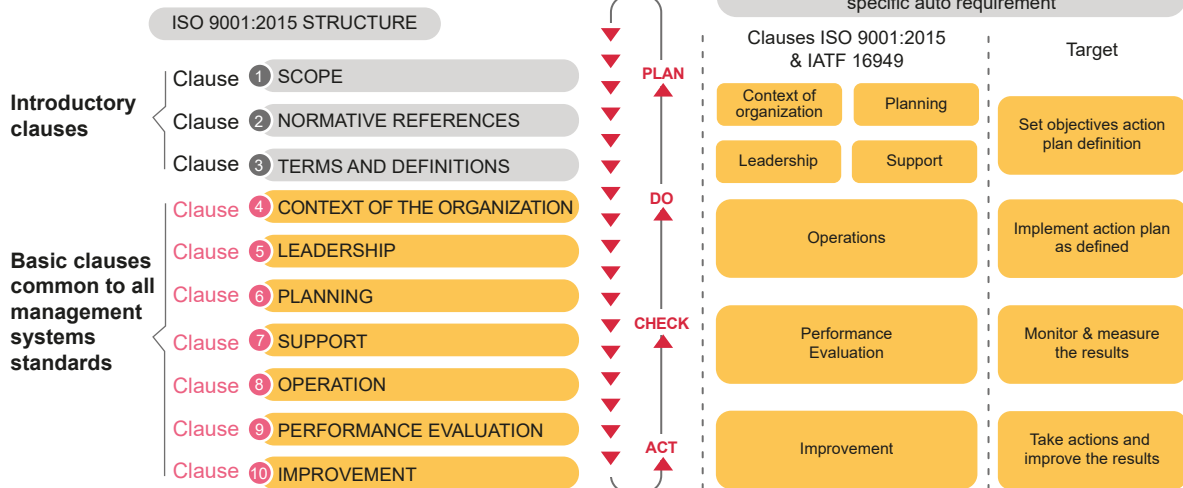 ISO 9001:2015 STRUCTURE
Introductory
clauses
Clause 1 SCOPE
Clause 2 NORMATIVE REFERENCES
Clause 3 TERMS AND DEFINITIONS
Basic clauses
common to all
management
systems
standards
Clause 4 CONTEXT OF THE ORGANIZATION
Clause 5 LEADERSHIP
Clause 6 PLANNING
Clause 7 SUPPORT
Clause 8 OPERATION
Clause 9 PERFORMANCE EVALUATION
Clause 10 IMPROVEMENT
PLAN
DO
CHECK
ACT
specific auto requirement
Clauses ISO 9001:2015
& IATF 16949
Target
Context of
organization
Planning
Leadership
Support
Set objectives action
plan definition
Operations
Implement action plan
as defined
Performance
Evaluation
Monitor & measure
the results
Improvement
Take actions and
improve the results